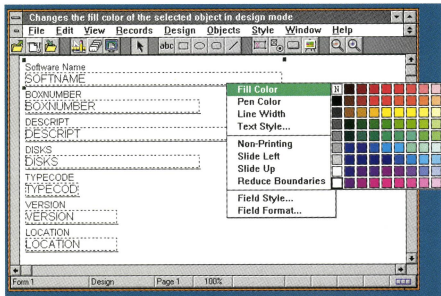 Changes the fill color of the selected object in design mode
File Edit View Records Design Objects Style Window Help
abc
Software Name
SOFTNAME
BOXNUMBER
BOXNUMBER
DESCRIPT
DESCRIPT
DISKS
DISKS
TYPECODE
TYPECOD
VERSION
VERSION
LOCATION
LOCATION
Fill Color
N
Pen Color
Line Width
Text Style...
Non-Printing
Slide Left
Slide Up
Reduce Boundaries
Field Style...
Field Format...
Form 1 Design Page 1 100%